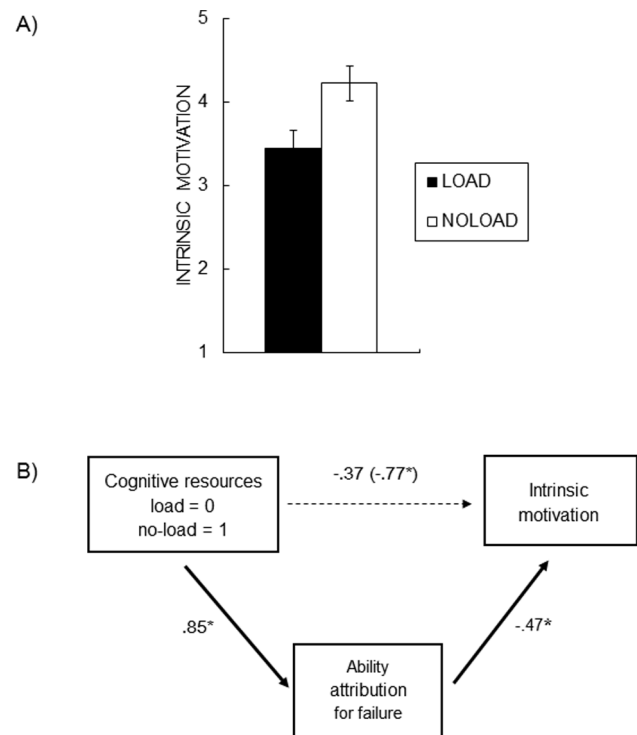 A)
5
4
3
2
1
INTRINSIC MOTIVATION
LOAD
NOLOAD
B)
Cognitive resources
load = 0
no-load = 1
-.37 (-.77*)
Intrinsic
motivation
.85*
-.47*
Ability
attribution
for failure